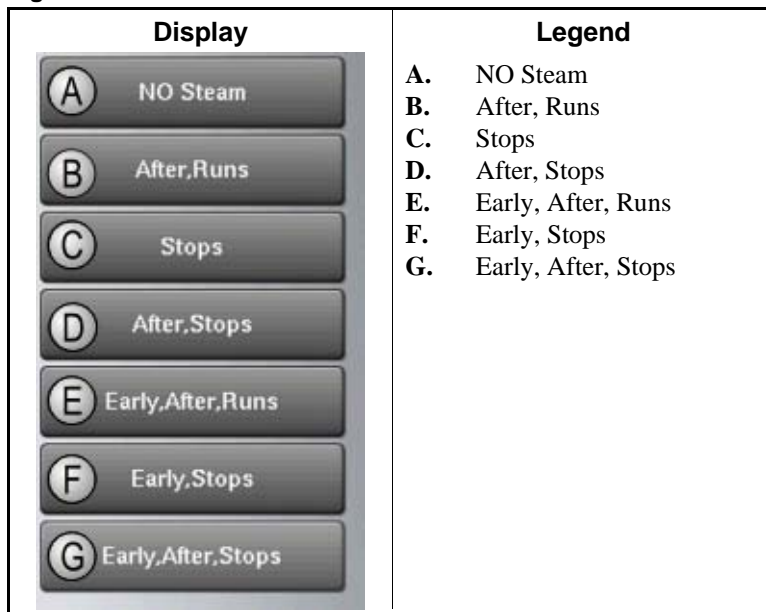 Display
A NO Steam
B After,Runs
C Stops
D After,Stops
E Early,After,Runs
F Early,Stops
G Early,After,Stops
Legend
A. NO Steam
B. After, Runs
C. Stops
D. After, Stops
E. Early, After, Runs
F. Early, Stops
G. Early, After, Stops